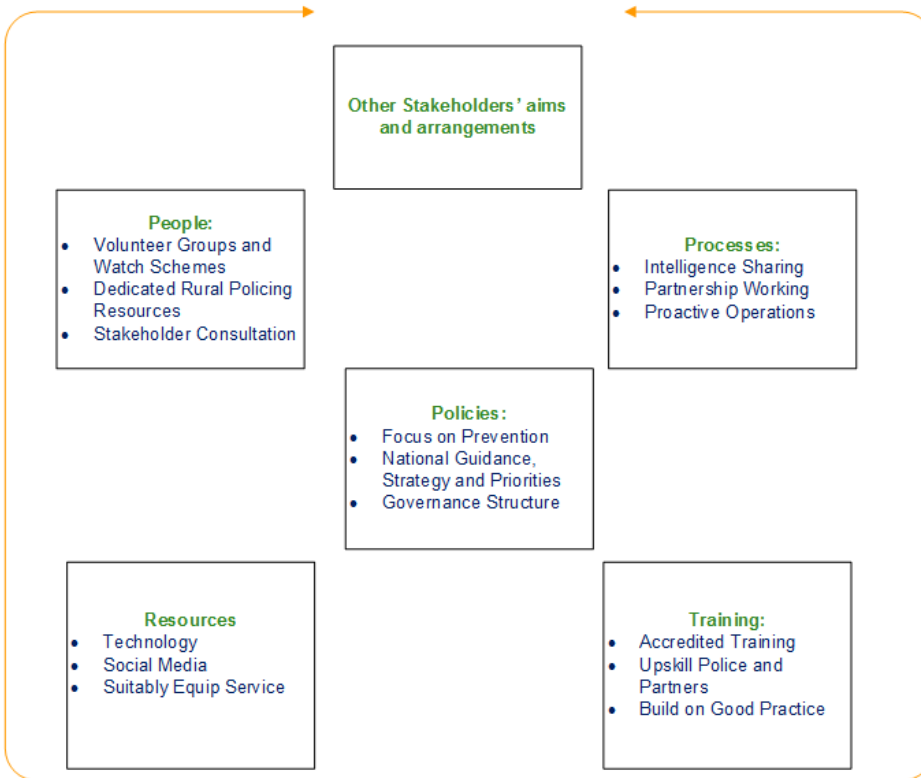 Other Stakeholders’ aims
and arrangements
People:
• Volunteer Groups and
Watch Schemes
• Dedicated Rural Policing
Resources
• Stakeholder Consultation
Processes:
• Intelligence Sharing
• Partnership Working
• Proactive Operations
Policies:
• Focus on Prevention
• National Guidance,
Strategy and Priorities
• Governance Structure
Resources
• Technology
• Social Media
• Suitably Equip Service
Training:
• Accredited Training
• Upskill Police and
Partners
• Build on Good Practice